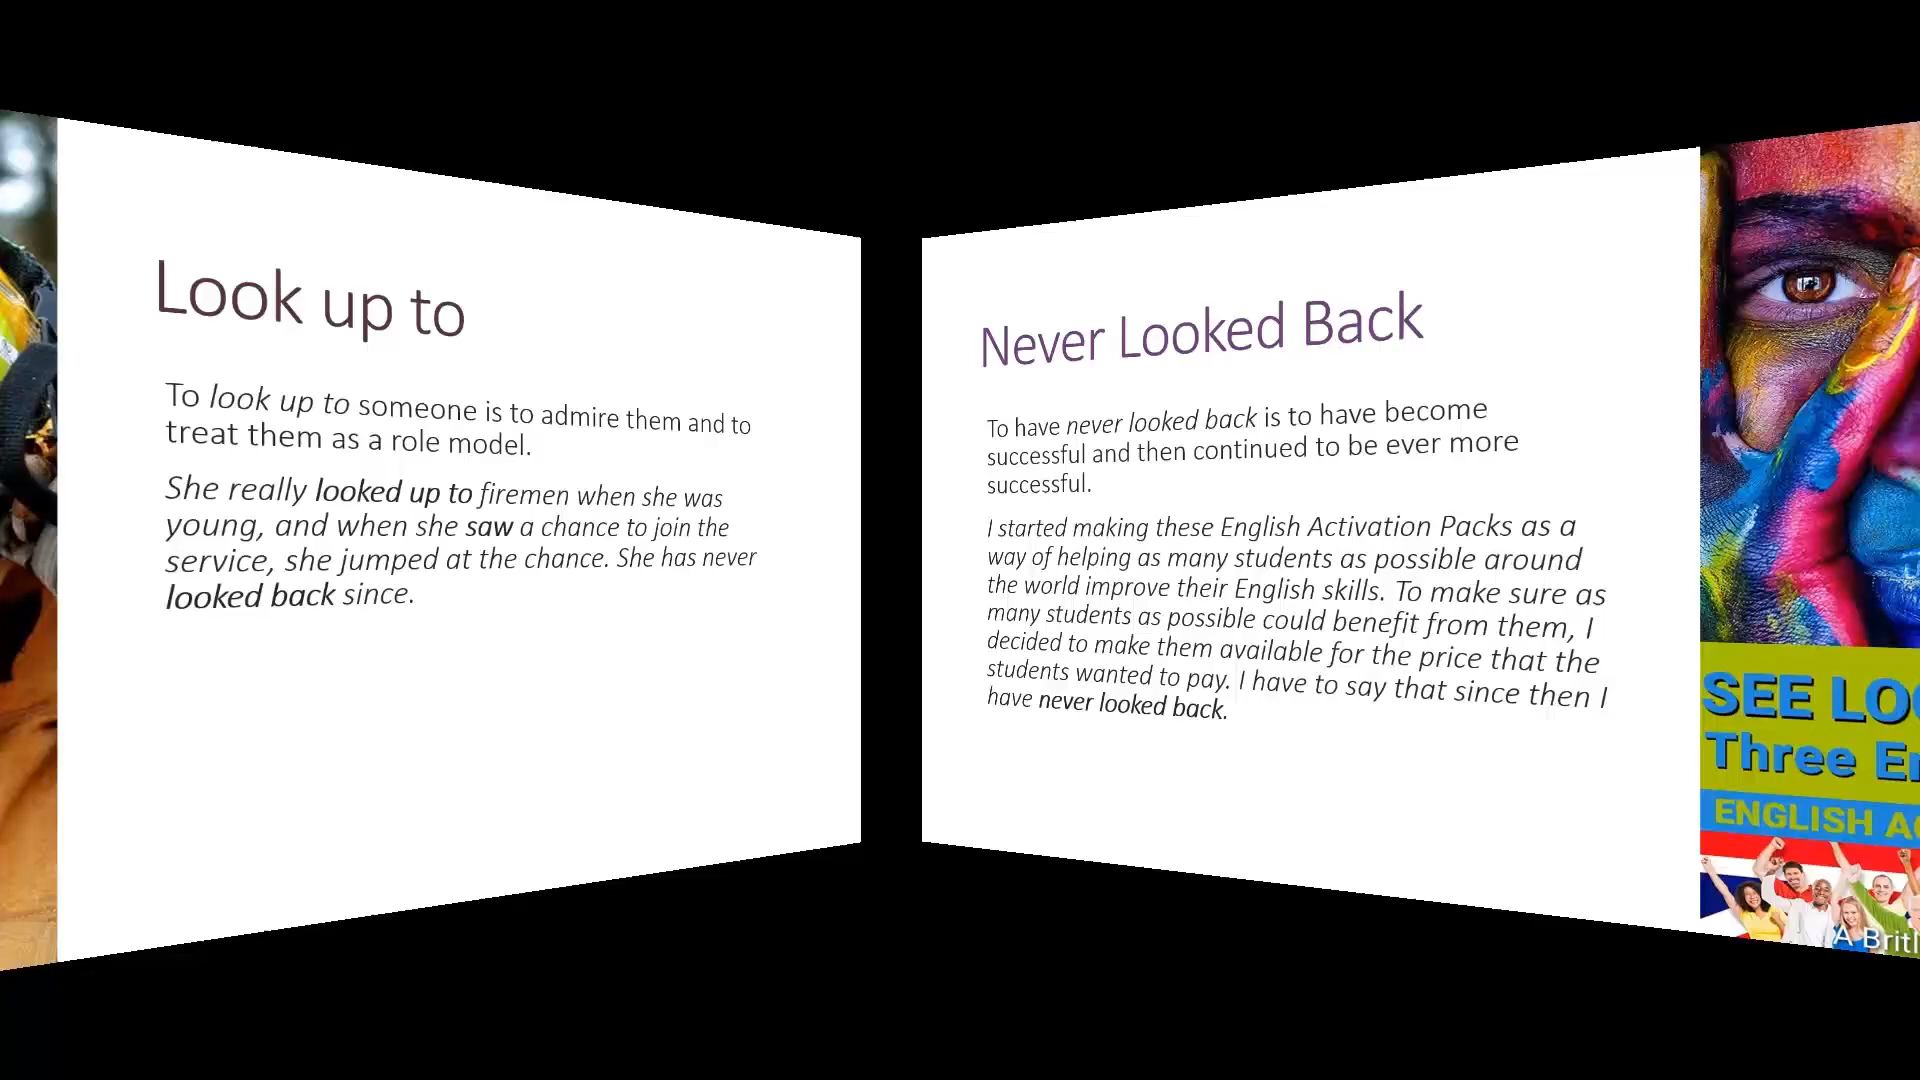 Look up to
To look up to someone is to admire them and to
treat them as a role model.
She really looked up to firemen when she was
young, and when she saw a chance to join the
service, she jumped at the chance. She has never
looked back since.
Never Looked Back
To have never looked back is to have become
successful and then continued to be ever more
successful.
I started making these English Activation Packs as a
way of helping as many students as possible around
the world improve their English skills. To make sure as
many students as possible could benefit from them, I
decided to make them available for the price that the
students wanted to pay. I have to say that since then I
have never looked back.
SEE
Three
ENGLISH
A